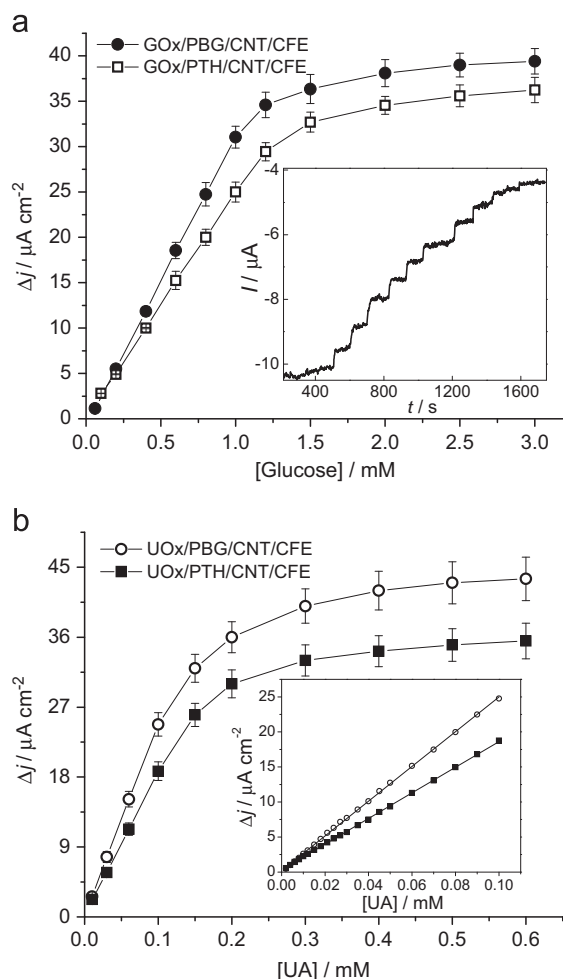 a
GOx/PBG/CNT/CFE
GOx/PTH/CNT/CFE
40
35
30
25
20
15
10
5
0
Δj / μA cm⁻²
0.0 0.5 1.0 1.5 2.0 2.5 3.0
[Glucose] / mM
-4
-6
-8
-10
I / μA
400 800 1200 1600
t / s
b
UOx/PBG/CNT/CFE
UOx/PTH/CNT/CFE
45
36
27
18
9
0
Δj / μA cm⁻²
0.0 0.1 0.2 0.3 0.4 0.5 0.6
[UA] / mM
25
20
15
10
5
0
Δj / μA cm⁻²
0.00 0.02 0.04 0.06 0.08 0.10
[UA] / mM